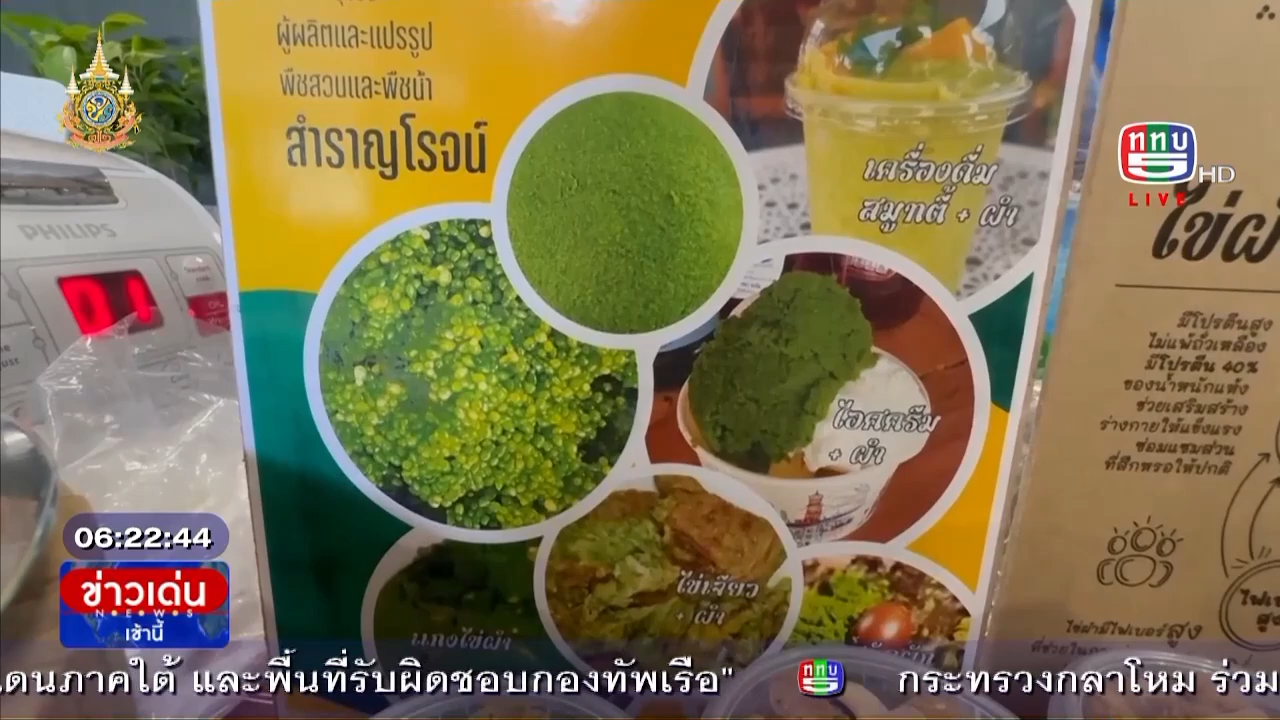 ผู้ผลิตและแปรรูป
พืชสวนและพืชน้ำ
สำราญโรจน์
เครื่องดื่ม
สมูทตี้ + ผำ
ททบ
5 HD
LIVE
ไข่ผำ
PHILIPS
มีโปรตีนสูง
ไม่แพ้ถั่วเหลือง
มีโปรตีน 40%
ของน้ำหนักแห้ง
ช่วยเสริมสร้าง
ร่างกายให้แข็งแรง
ซ่อมแซมส่วน
ที่สึกหรอให้ปกติ
ไอศกรีม
+ ผำ
ไข่เจียว
+ ผำ
แกงไข่ผำ
ไข่ผำมีไฟเบอร์สูง
06:22:44
ข่าวเด่น
NEWS
เช้านี้
เดนภาคใต้ และพื้นที่รับผิดชอบกองทัพเรือ"
ททบ
5
กระทรวงกลาโหม ร่วม